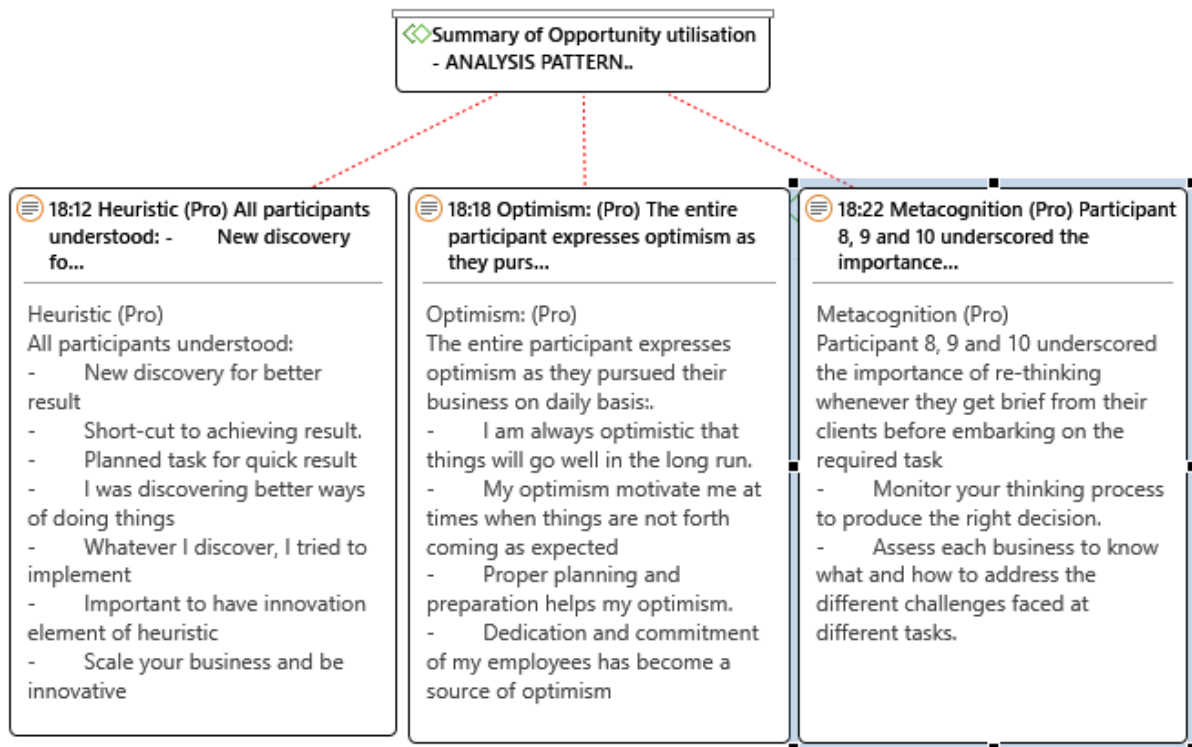 Summary of Opportunity utilisation
- ANALYSIS PATTERN..
18:12 Heuristic (Pro) All participants
understood: - New discovery
fo...
Heuristic (Pro)
All participants understood:
- New discovery for better
result
- Short-cut to achieving result.
- Planned task for quick result
- I was discovering better ways
of doing things
- Whatever I discover, I tried to
implement
- Important to have innovation
element of heuristic
- Scale your business and be
innovative
18:18 Optimism: (Pro) The entire
participant expresses optimism as
they purs...
Optimism: (Pro)
The entire participant expresses
optimism as they pursued their
business on daily basis:.
- I am always optimistic that
things will go well in the long run.
- My optimism motivate me at
times when things are not forth
coming as expected
- Proper planning and
preparation helps my optimism.
- Dedication and commitment
of my employees has become a
source of optimism
18:22 Metacognition (Pro) Participant
8, 9 and 10 underscored the
importance...
Metacognition (Pro)
Participant 8, 9 and 10 underscored
the importance of re-thinking
whenever they get brief from their
clients before embarking on the
required task
- Monitor your thinking process
to produce the right decision.
- Assess each business to know
what and how to address the
different challenges faced at
different tasks.